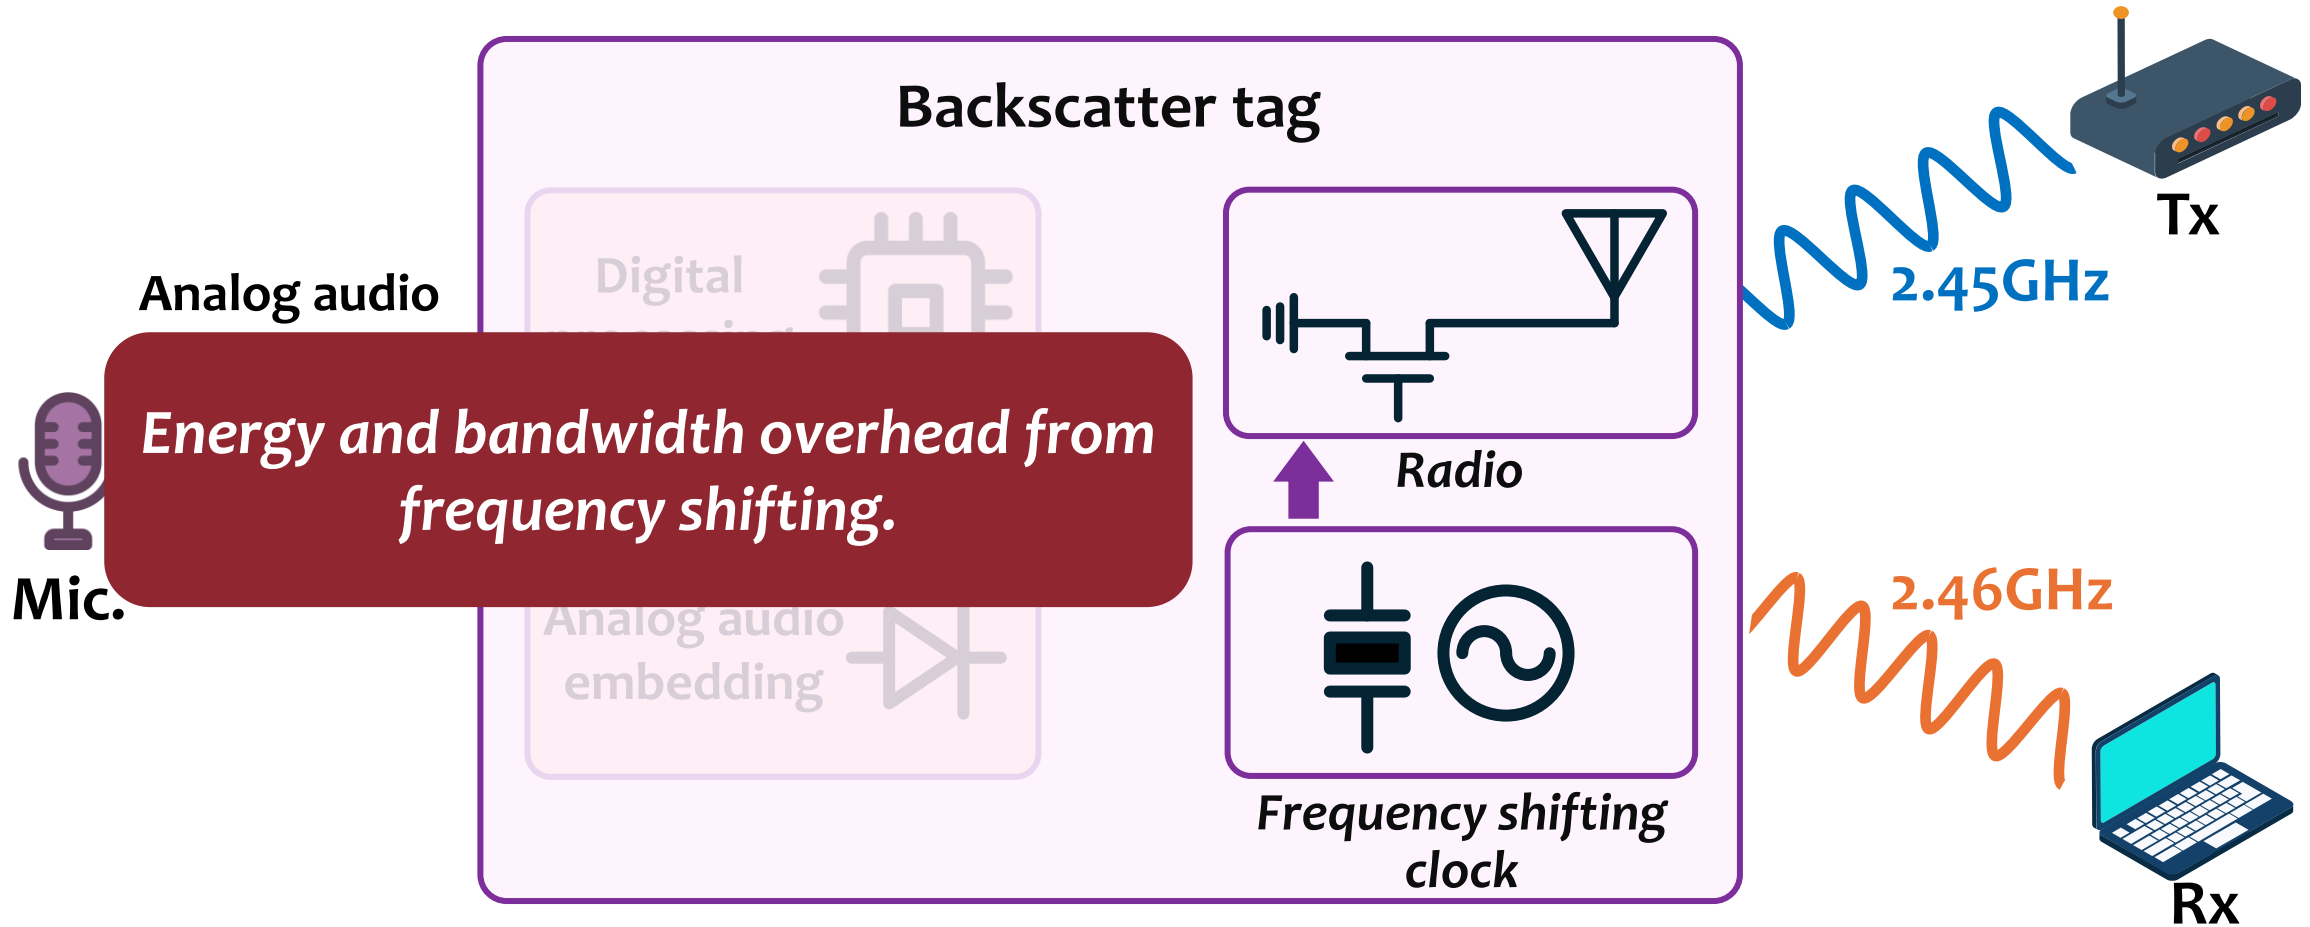 Backscatter tag
Digital
Analog audio
Energy and bandwidth overhead from
frequency shifting.
Mic.
Analog audio
embedding
Radio
Frequency shifting
clock
Tx
2.45GHz
2.46GHz
Rx